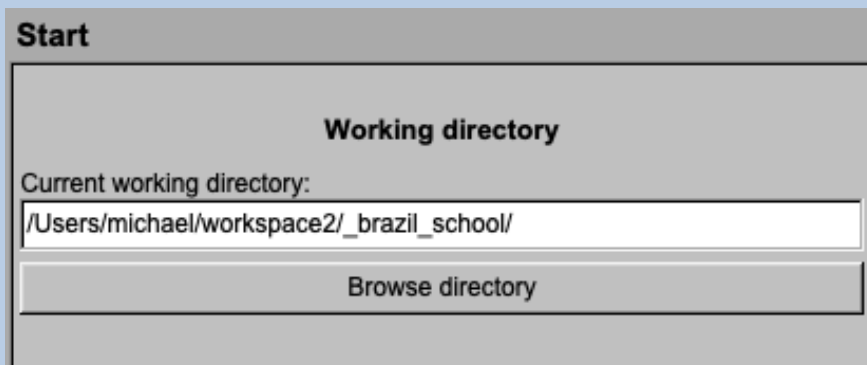 Start
Working directory
Current working directory:
/Users/michael/workspace2/_brazil_school/
Browse directory